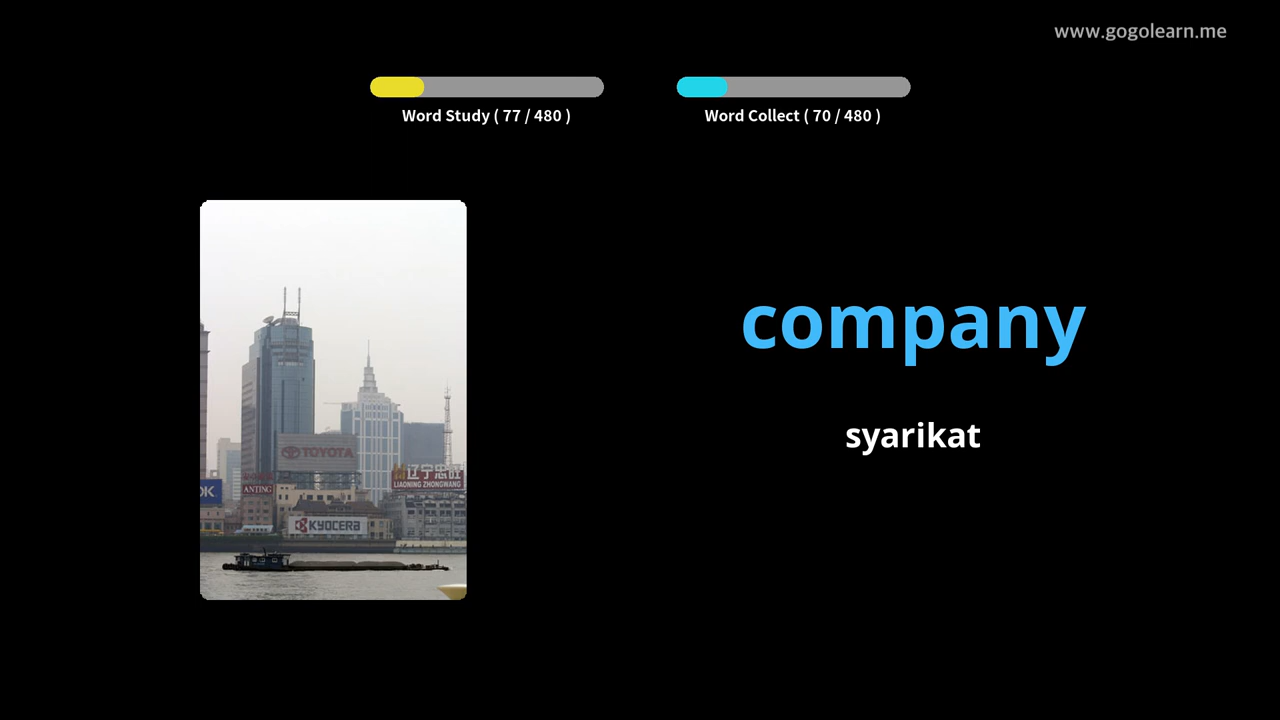 www.gogolearn.me
Word Study ( 77 / 480 )
Word Collect ( 70 / 480 )
company
syarikat
TOYOTA
辽宁忠旺
LIAONING ZHONGWANG
ANTING
OK
KYOCERA